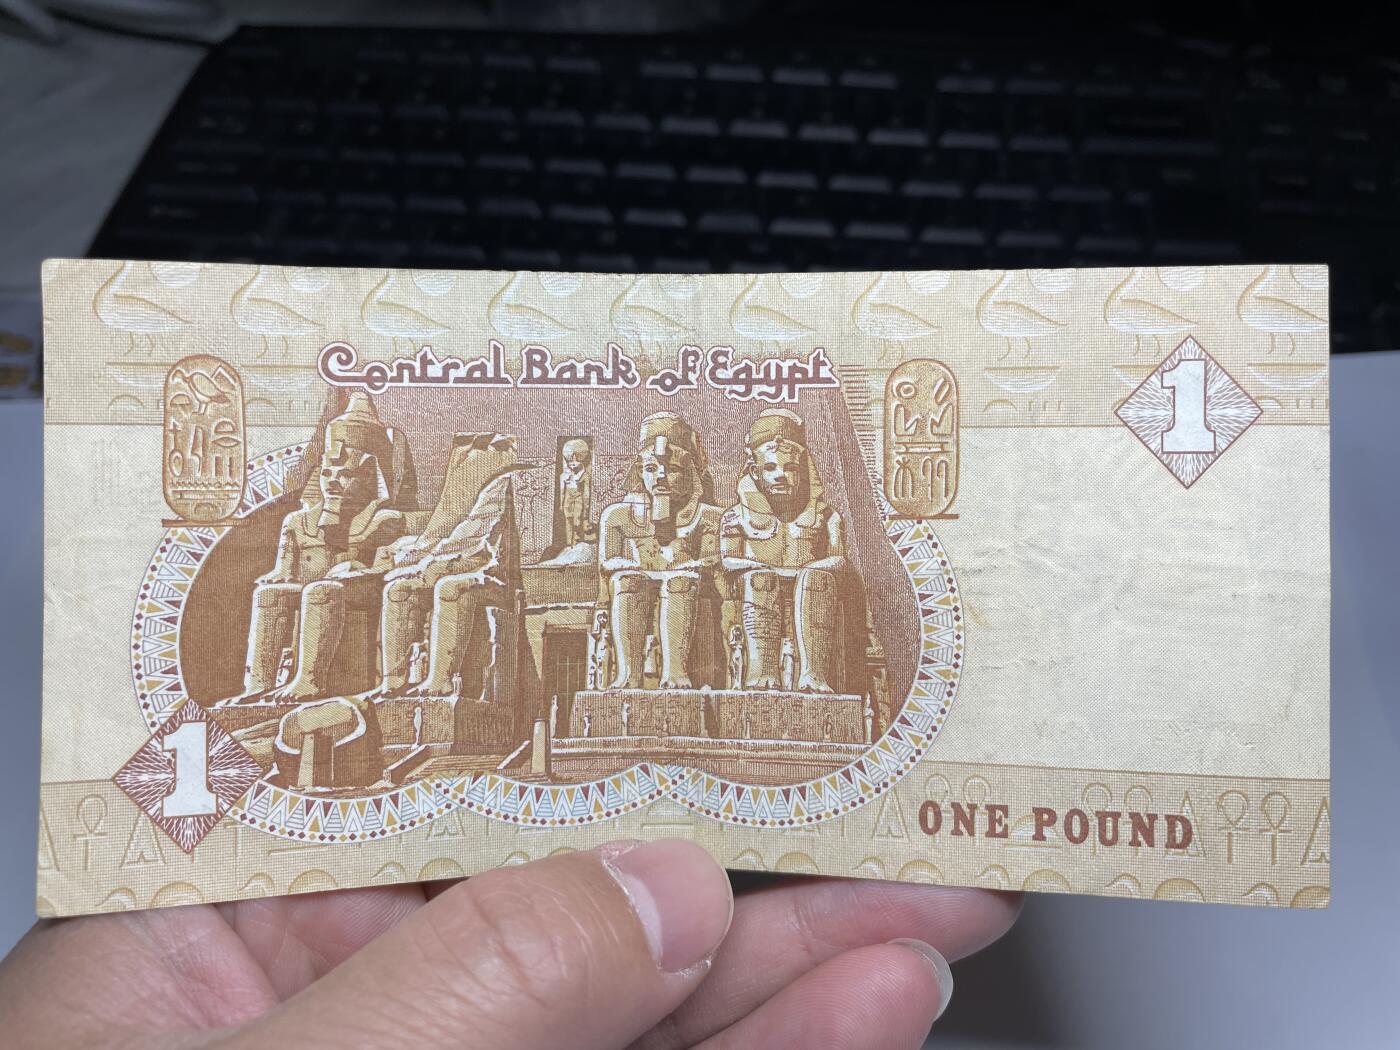 Central Bank of Egypt
1
1
ONE POUND